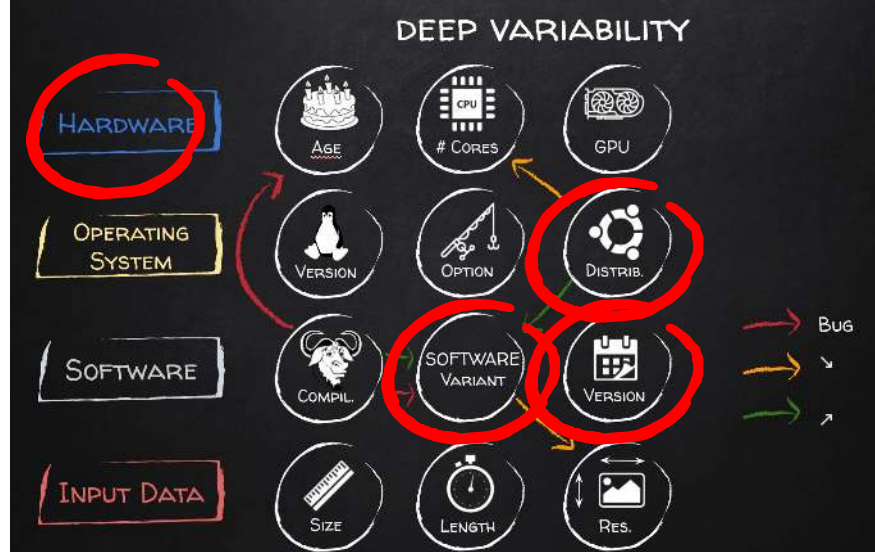 DEEP VARIABILITY
HARDWARE
CPU
AGE
# CORES
GPU
OPERATING
SYSTEM
VERSION
OPTION
DISTRIB.
SOFTWARE
COMPIL.
SOFTWARE
VARIANT
VERSION
BUG
↘
↗
INPUT DATA
SIZE
LENGTH
RES.